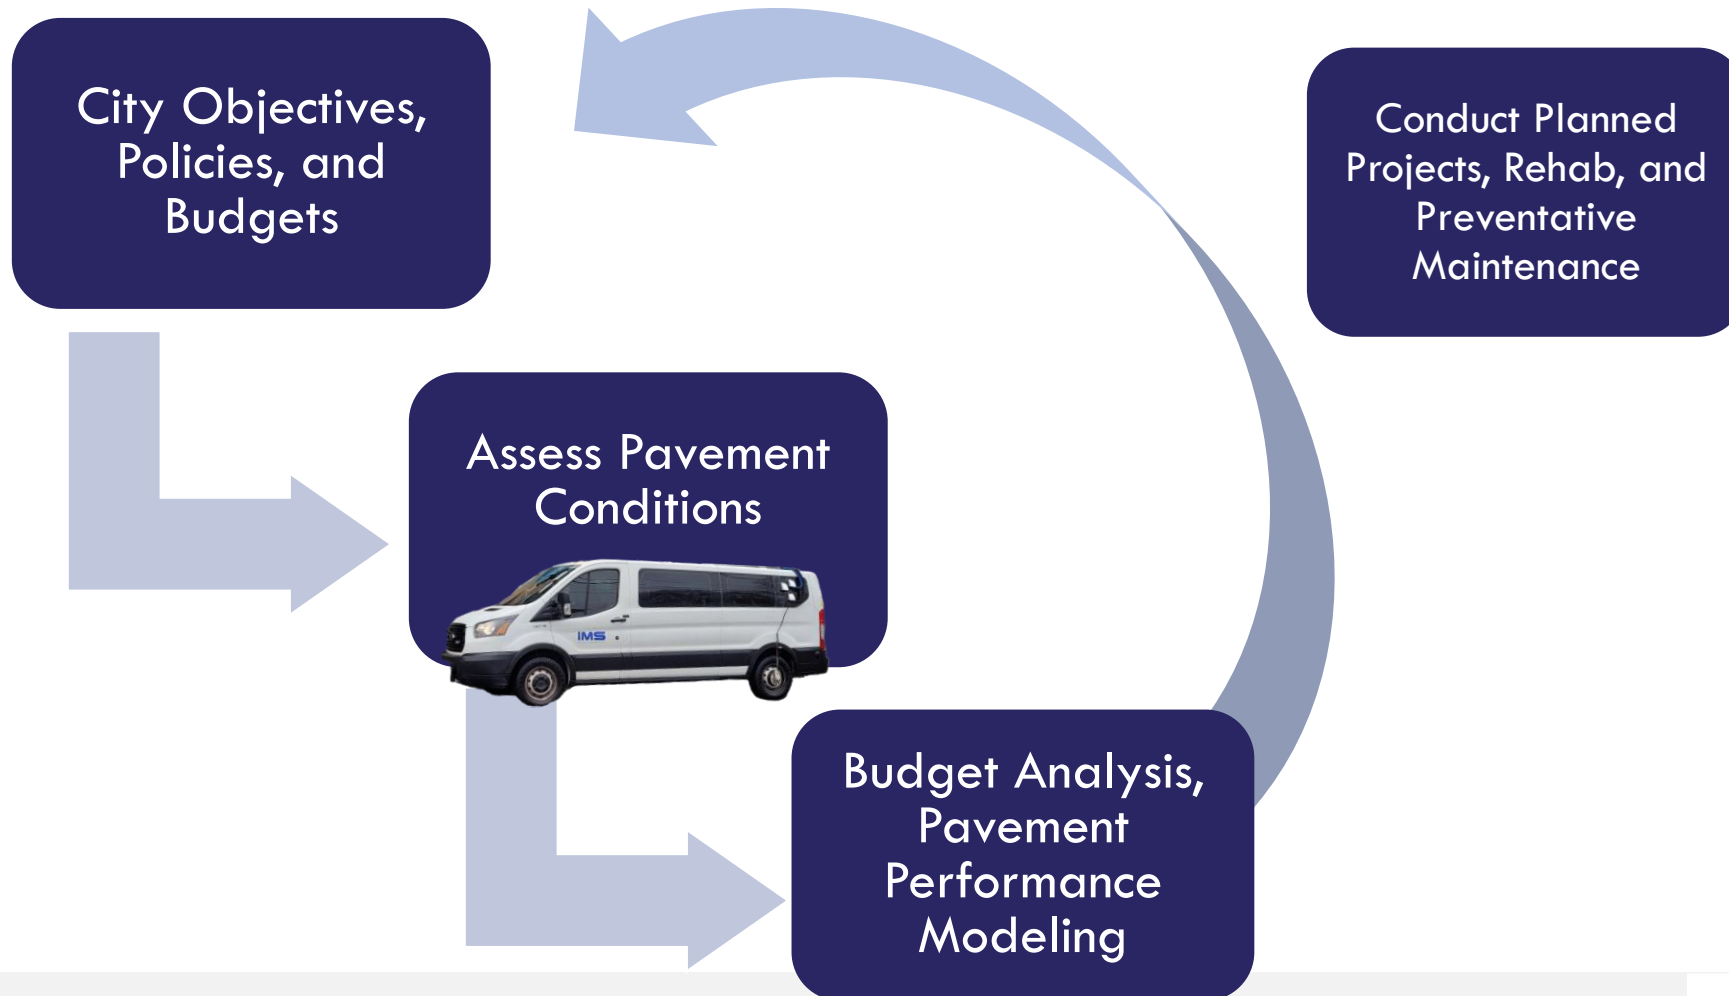 City Objectives,
Policies, and
Budgets
Conduct Planned
Projects, Rehab, and
Preventative
Maintenance
Assess Pavement
Conditions
IMS
Budget Analysis,
Pavement
Performance
Modeling